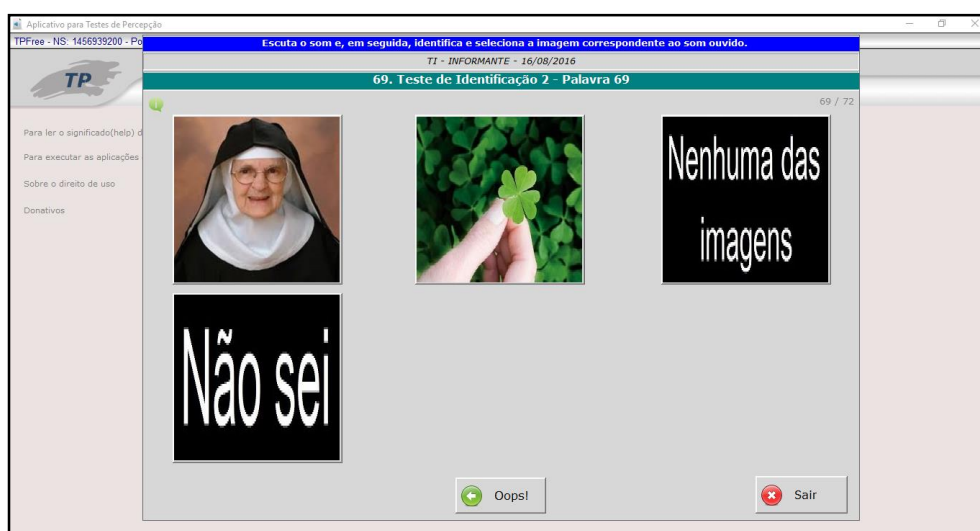 Aplicativo para Testes de Percepção
TPFree - NS: 1456939200 - Po
Escuta o som e, em seguida, identifica e seleciona a imagem correspondente ao som ouvido.
TI - INFORMANTE - 16/08/2016
69. Teste de Identificação 2 - Palavra 69
69 / 72
TP
Para ler o significado(help) d
Para executar as aplicações
Sobre o direito de uso
Donativos
Nenhuma das
imagens
Não sei
Oops!
Sair